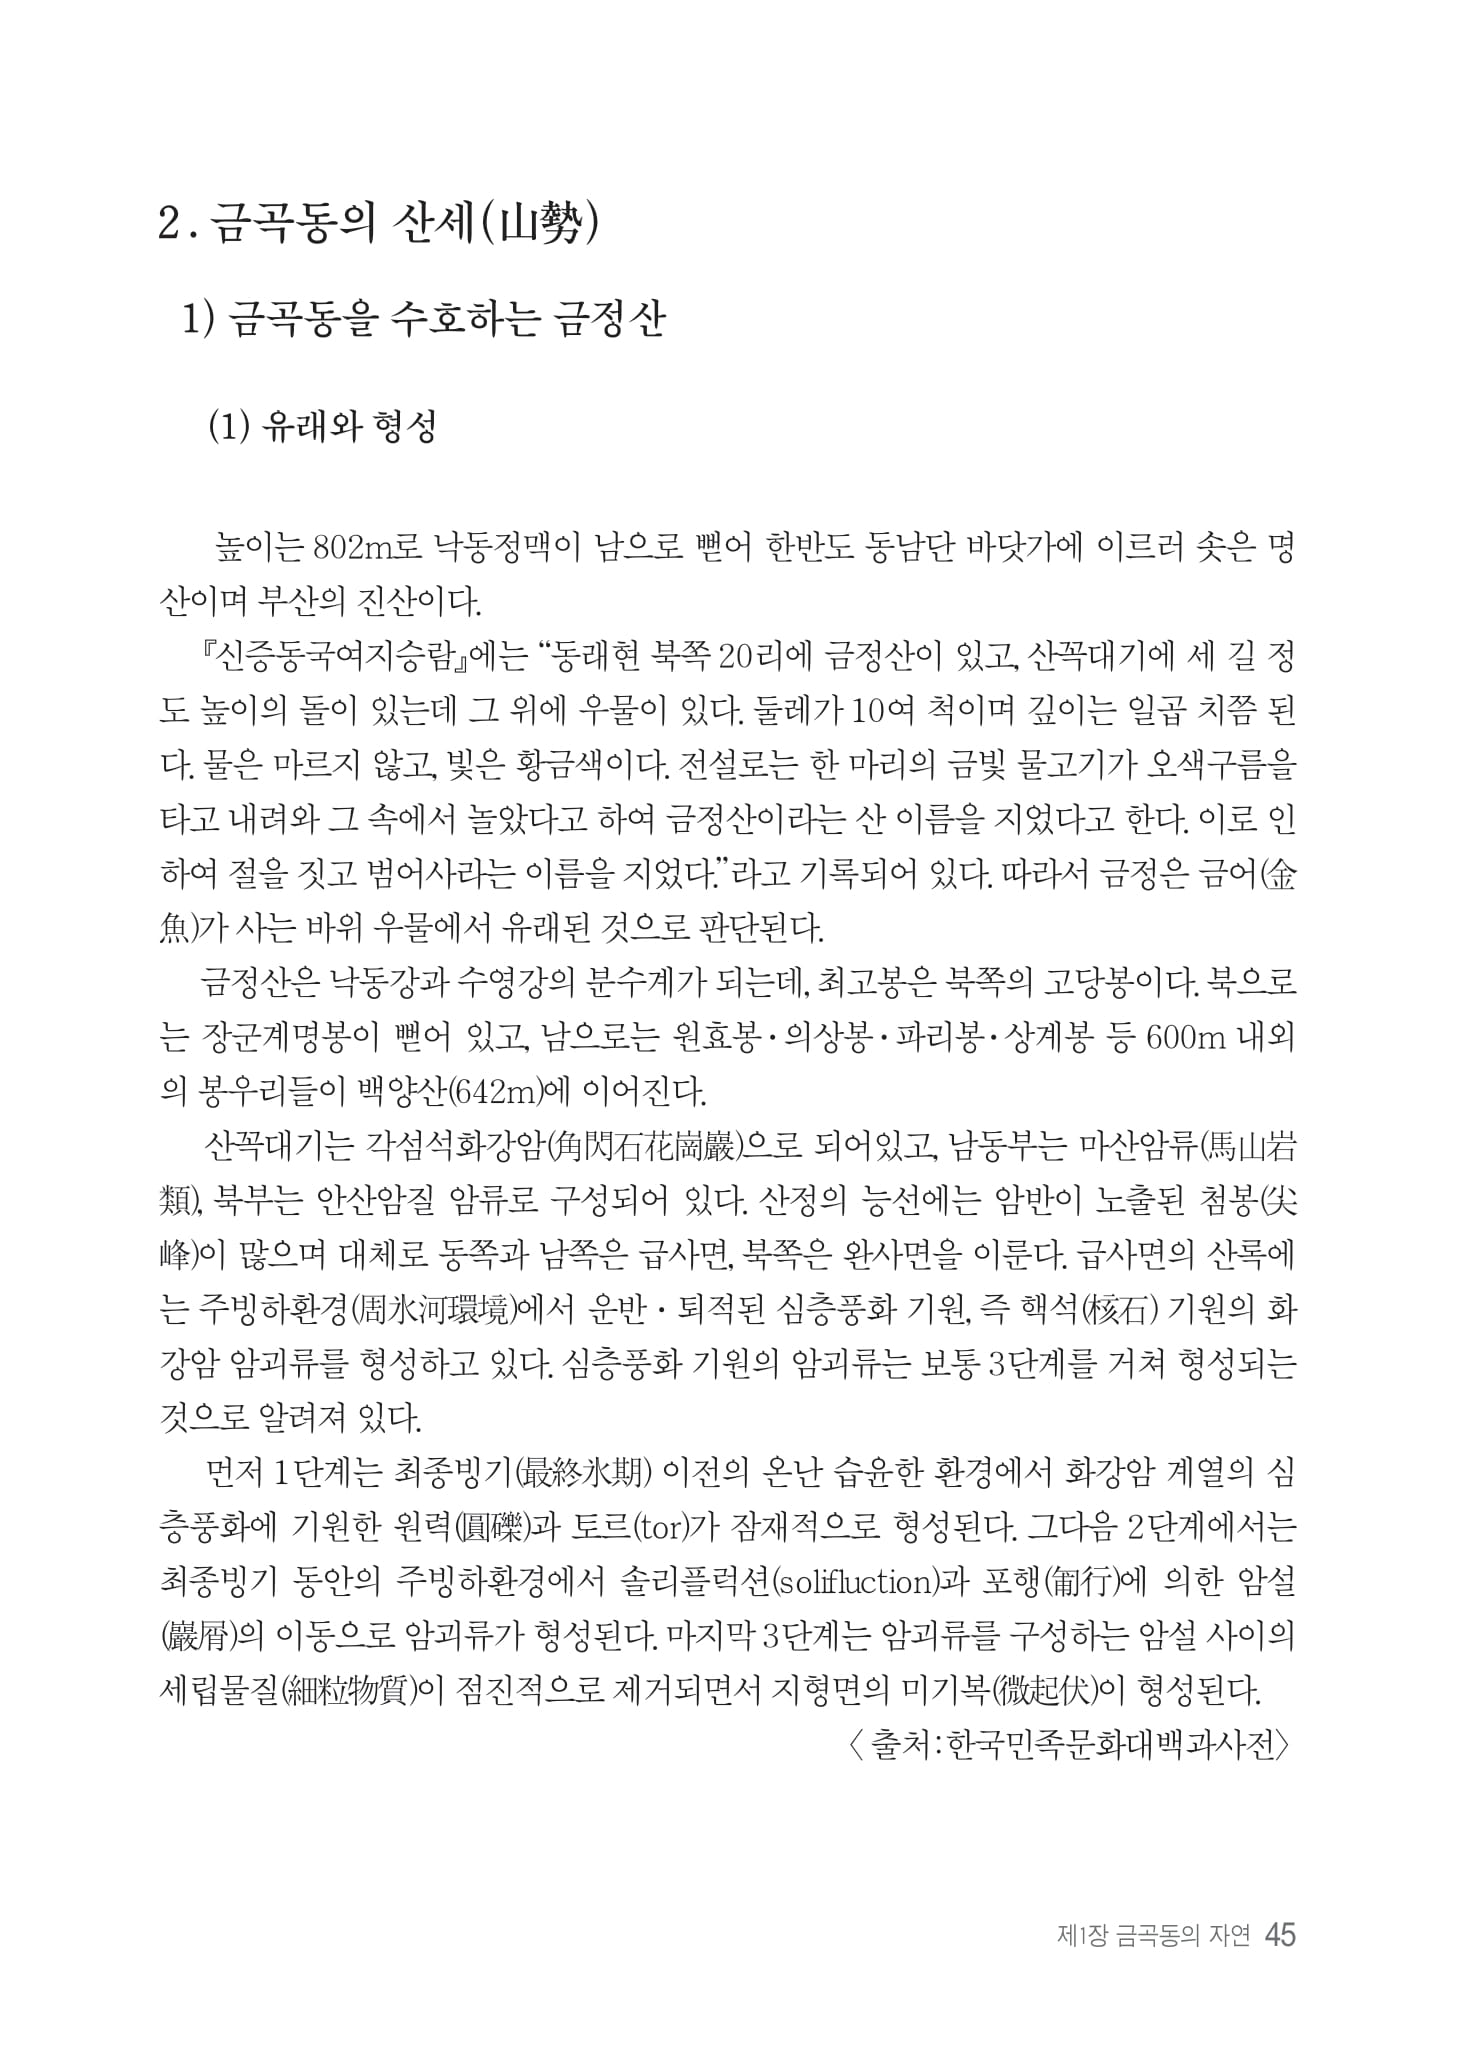 2. 금곡동의 산세(山勢)
1) 금곡동을 수호하는 금정산
(1) 유래와 형성
높이는 802m로 낙동정맥이 남으로 뻗어 한반도 동남단 바닷가에 이르러 솟은 명
산이며 부산의 진산이다.
『신증동국여지승람』에는 “동래현 북쪽 20리에 금정산이 있고, 산꼭대기에 세 길 정
도 높이의 돌이 있는데 그 위에 우물이 있다. 둘레가 10여 척이며 깊이는 일곱 치쯤 된
다. 물은 마르지 않고, 빛은 황금색이다. 전설로는 한 마리의 금빛 물고기가 오색구름을
타고 내려와 그 속에서 놀았다고 하여 금정산이라는 산 이름을 지었다고 한다. 이로 인
하여 절을 짓고 범어사라는 이름을 지었다.”라고 기록되어 있다. 따라서 금정은 금어(金
魚)가 사는 바위 우물에서 유래된 것으로 판단된다.
금정산은 낙동강과 수영강의 분수계가 되는데, 최고봉은 북쪽의 고당봉이다. 북으로
는 장군계명봉이 뻗어 있고, 남으로는 원효봉·의상봉·파리봉·상계봉 등 600m 내외
의 봉우리들이 백양산(642m)에 이어진다.
산꼭대기는 각섬석화강암(角閃石花崗巖)으로 되어있고, 남동부는 마산암류(馬山岩
類), 북부는 안산암질 암류로 구성되어 있다. 산정의 능선에는 암반이 노출된 첨봉(尖
峰)이 많으며 대체로 동쪽과 남쪽은 급사면, 북쪽은 완사면을 이룬다. 급사면의 산록에
는 주빙하환경(周氷河環境)에서 운반·퇴적된 심층풍화 기원, 즉 핵석(核石) 기원의 화
강암 암괴류를 형성하고 있다. 심층풍화 기원의 암괴류는 보통 3단계를 거쳐 형성되는
것으로 알려져 있다.
먼저 1단계는 최종빙기(最終氷期) 이전의 온난 습윤한 환경에서 화강암 계열의 심
층풍화에 기원한 원력(圓礫)과 토르(tor)가 잠재적으로 형성된다. 그다음 2단계에서는
최종빙기 동안의 주빙하환경에서 솔리플럭션(solifluction)과 포행(匍行)에 의한 암설
(巖屑)의 이동으로 암괴류가 형성된다. 마지막 3단계는 암괴류를 구성하는 암설 사이의
세립물질(細粒物質)이 점진적으로 제거되면서 지형면의 미기복(微起伏)이 형성된다.
〈 출처:한국민족문화대백과사전〉
제1장 금곡동의 자연 45